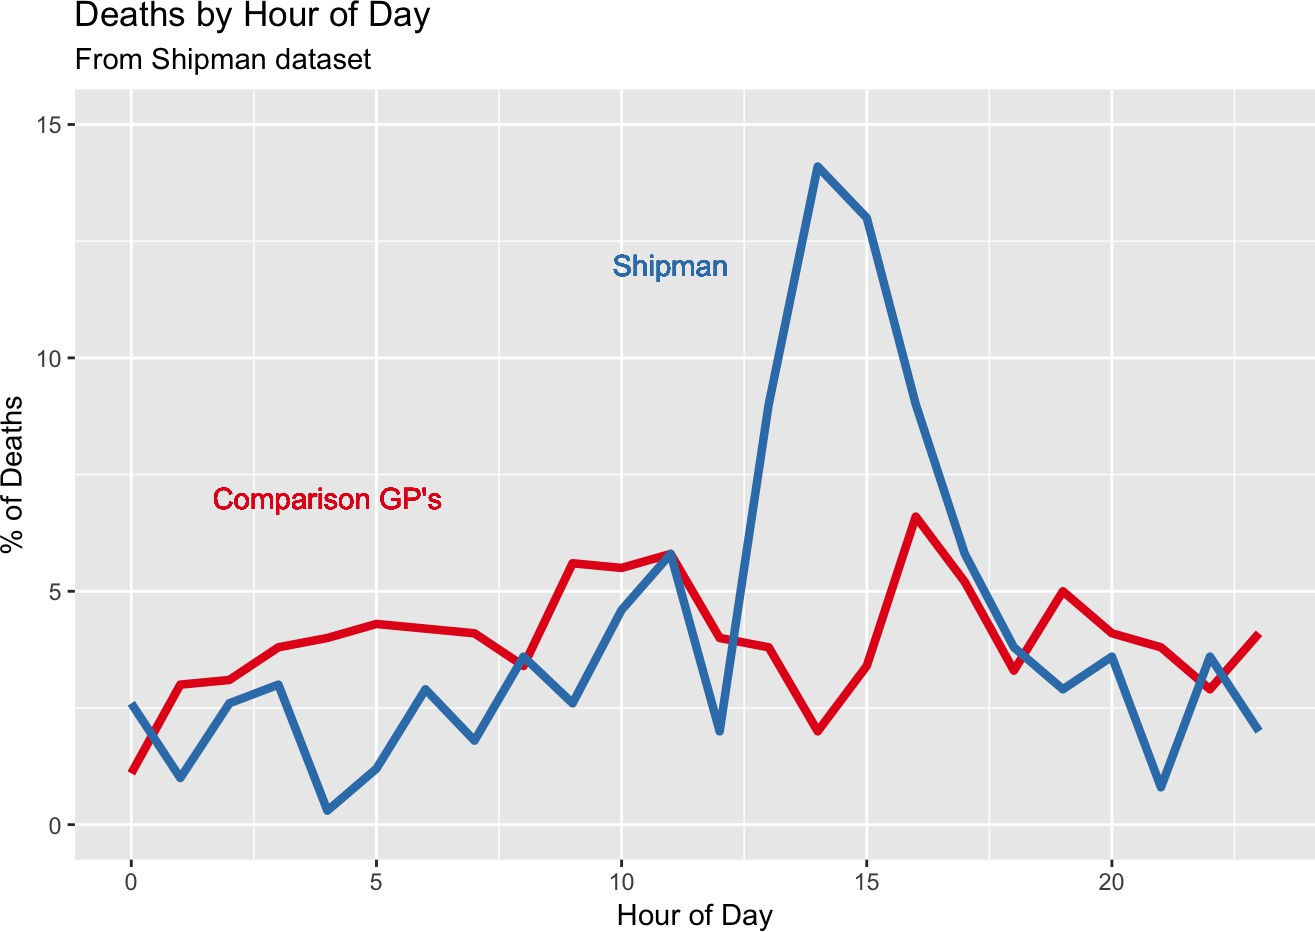 Deaths by Hour of Day
From Shipman dataset
15
Shipman
10
% of Deaths
Comparison GP's
5
0
0 5 10 15 20
Hour of Day